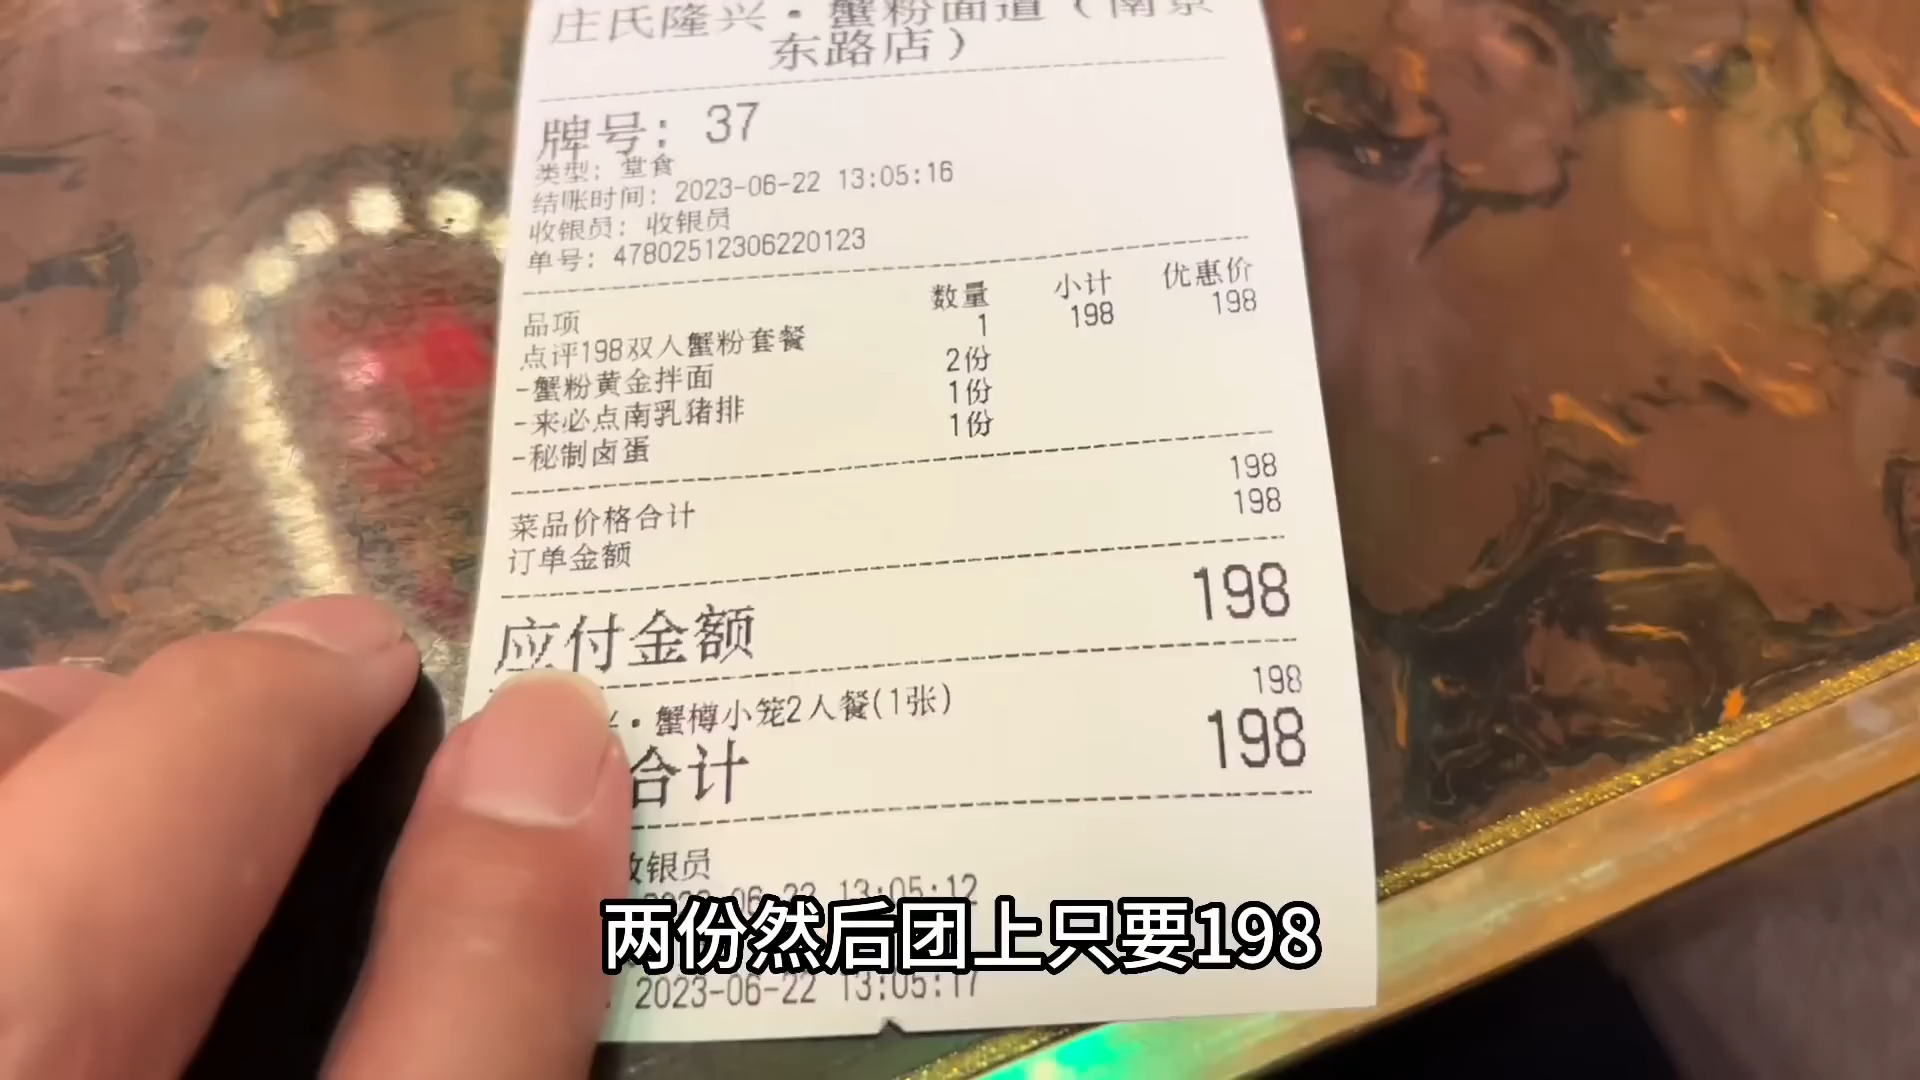 庄氏隆兴·蟹粉面道（南京
东路店）
牌号：37
类型：堂食
结账时间：2023-06-22 13:05:16
收银员：收银员
单号：47802512306220123
品项 数量 小计 优惠价
点评198双人蟹粉套餐 1 198 198
-蟹粉黄金拌面 2份
-来必点南乳猪排 1份
-秘制卤蛋 1份
菜品价格合计 198
订单金额 198
应付金额 198
·蟹樽小笼2人餐(1张) 198
合计 198
收银员
2023-06-22 13:05:12
两份然后团上只要198
2023-06-22 13:05:17